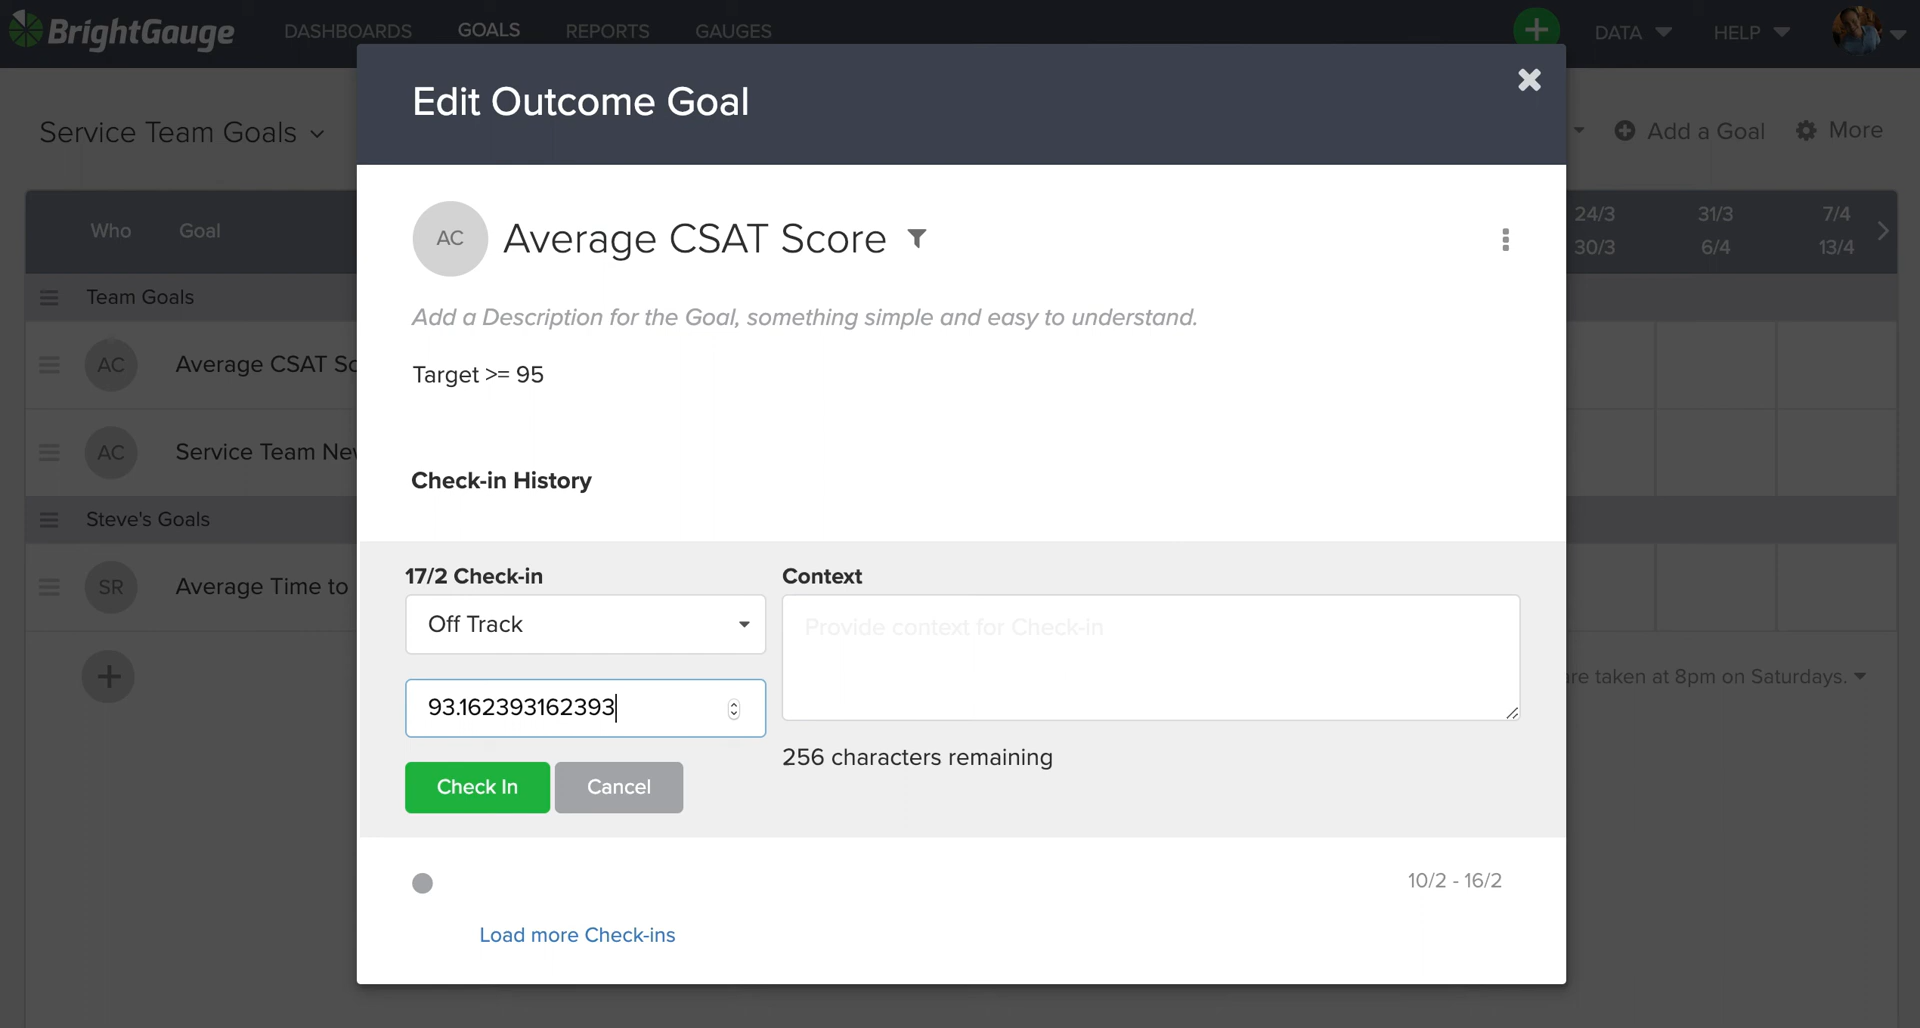 BrightGauge DASHBOARDS GOALS REPORTS GAUGES DATA HELP
Edit Outcome Goal
Service Team Goals Add a Goal More
Who Goal 24/3 31/3 7/4
30/3 6/4 13/4
AC Average CSAT Score
Add a Description for the Goal, something simple and easy to understand.
Target >= 95
Team Goals
AC Average CSAT Sc
AC Service Team Nev
Check-in History
Steve's Goals
17/2 Check-in Context
SR Average Time to
Off Track Provide context for Check-in
93.162393162393
are taken at 8pm on Saturdays.
256 characters remaining
Check In Cancel
10/2 - 16/2
Load more Check-ins